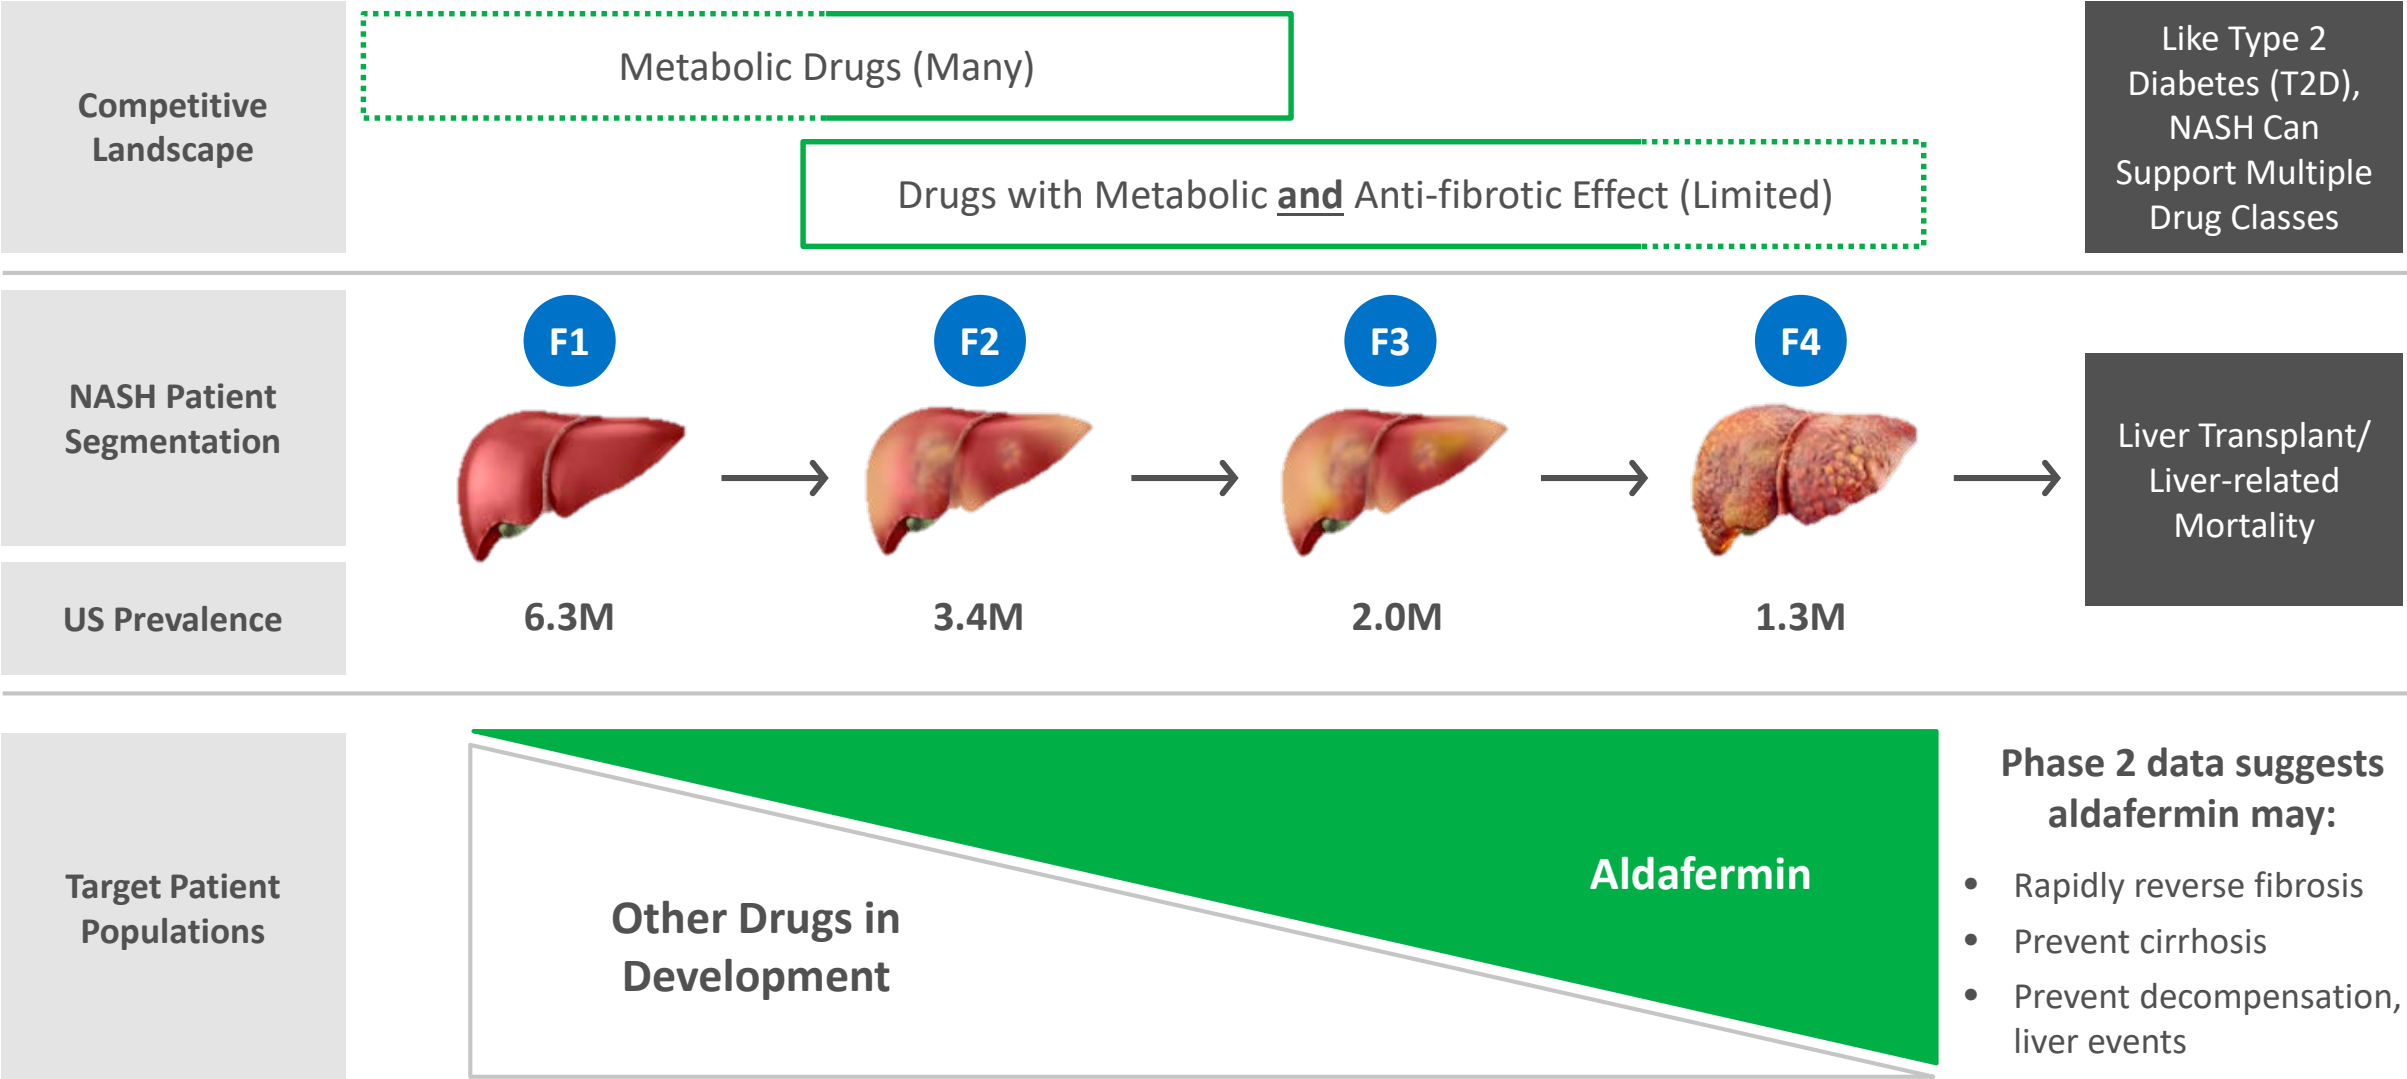 Competitive
Landscape
Metabolic Drugs (Many)
Drugs with Metabolic and Anti-fibrotic Effect (Limited)
Like Type 2
Diabetes (T2D),
NASH Can
Support Multiple
Drug Classes
NASH Patient
Segmentation
F1
F2
F3
F4
Liver Transplant/
Liver-related
Mortality
US Prevalence
6.3M
3.4M
2.0M
1.3M
Target Patient
Populations
Other Drugs in
Development
Aldafermin
Phase 2 data suggests
aldafermin may:
• Rapidly reverse fibrosis
• Prevent cirrhosis
• Prevent decompensation,
liver events